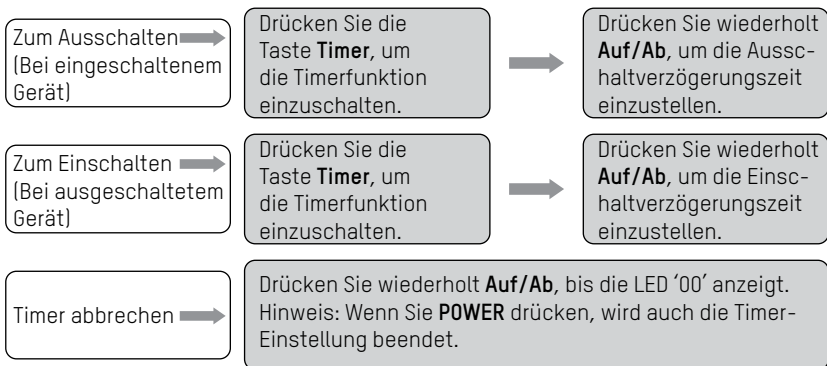 Zum Ausschalten
(Bei eingeschaltenem
Gerät)
Drücken Sie die
Taste Timer, um
die Timerfunktion
einzuschalten.
Drücken Sie wiederholt
Auf/Ab, um die Aussc-
haltverzögerungszeit
einzustellen.
Zum Einschalten
(Bei ausgeschaltetem
Gerät)
Drücken Sie die
Taste Timer, um
die Timerfunktion
einzuschalten.
Drücken Sie wiederholt
Auf/Ab, um die Einsc-
haltverzögerungszeit
einzustellen.
Timer abbrechen
Drücken Sie wiederholt Auf/Ab, bis die LED ‘00’ anzeigt.
Hinweis: Wenn Sie POWER drücken, wird auch die Timer-
Einstellung beendet.